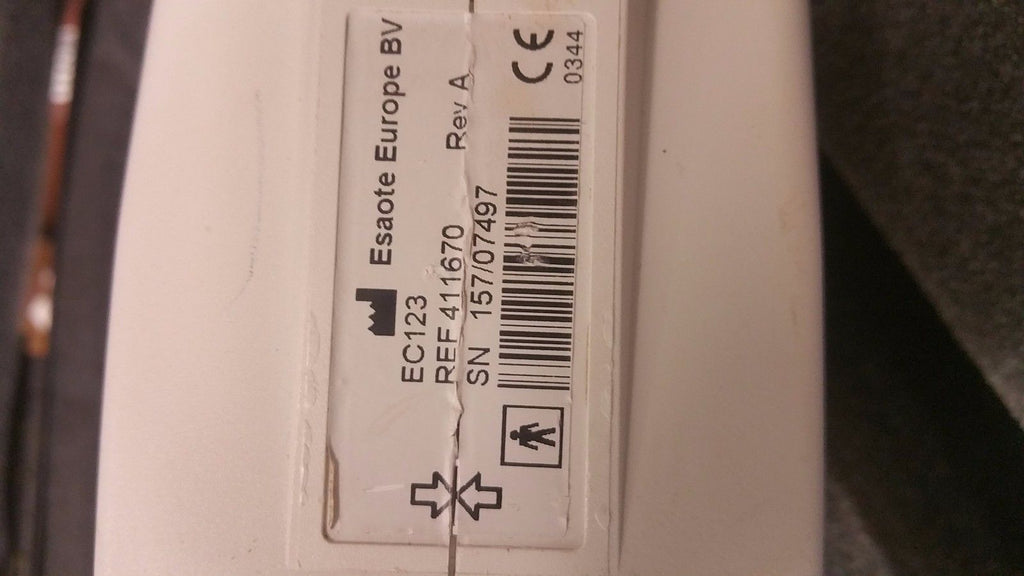 Esaote Europe BV
EC123
REF 411670 Rev A
SN 157/07497
CE
0344